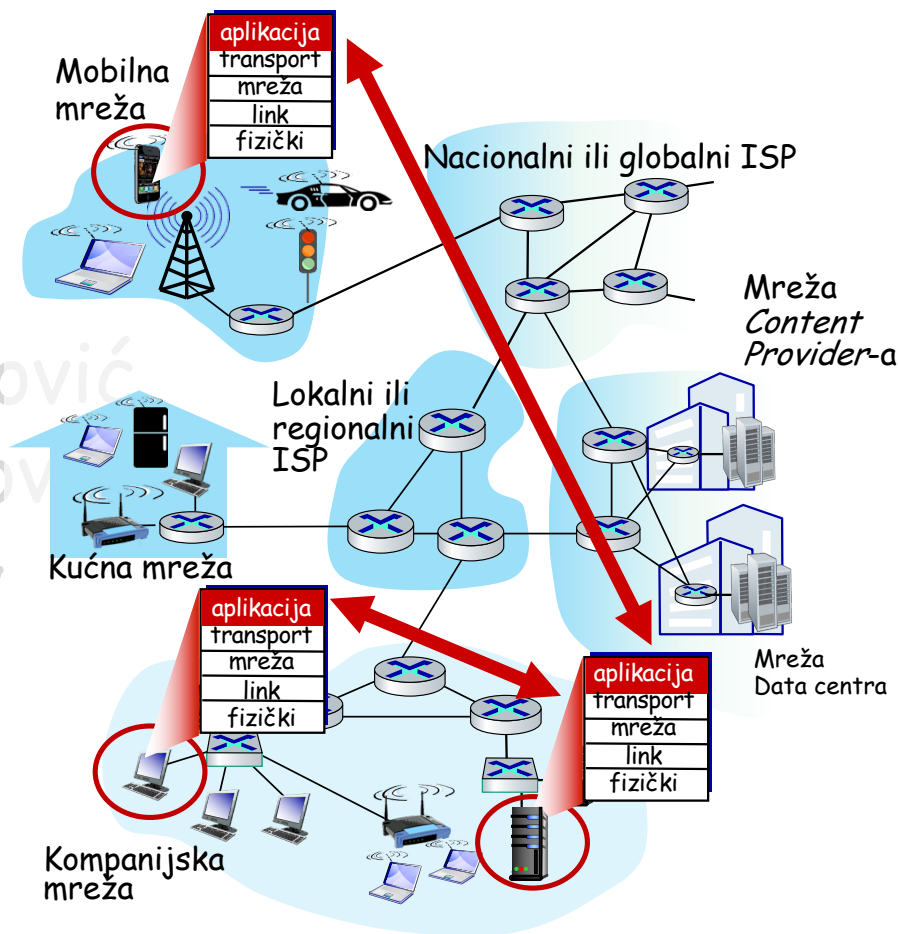 aplikacija
transport
mreža
link
fizički
Mobilna
mreža
Nacionalni ili globalni ISP
Mreža
Content
Provider-a
Lokalni ili
regionalni
ISP
Kućna mreža
aplikacija
transport
mreža
link
fizički
Mreža
Data centra
aplikacija
transport
mreža
link
fizički
Kompanijska
mreža